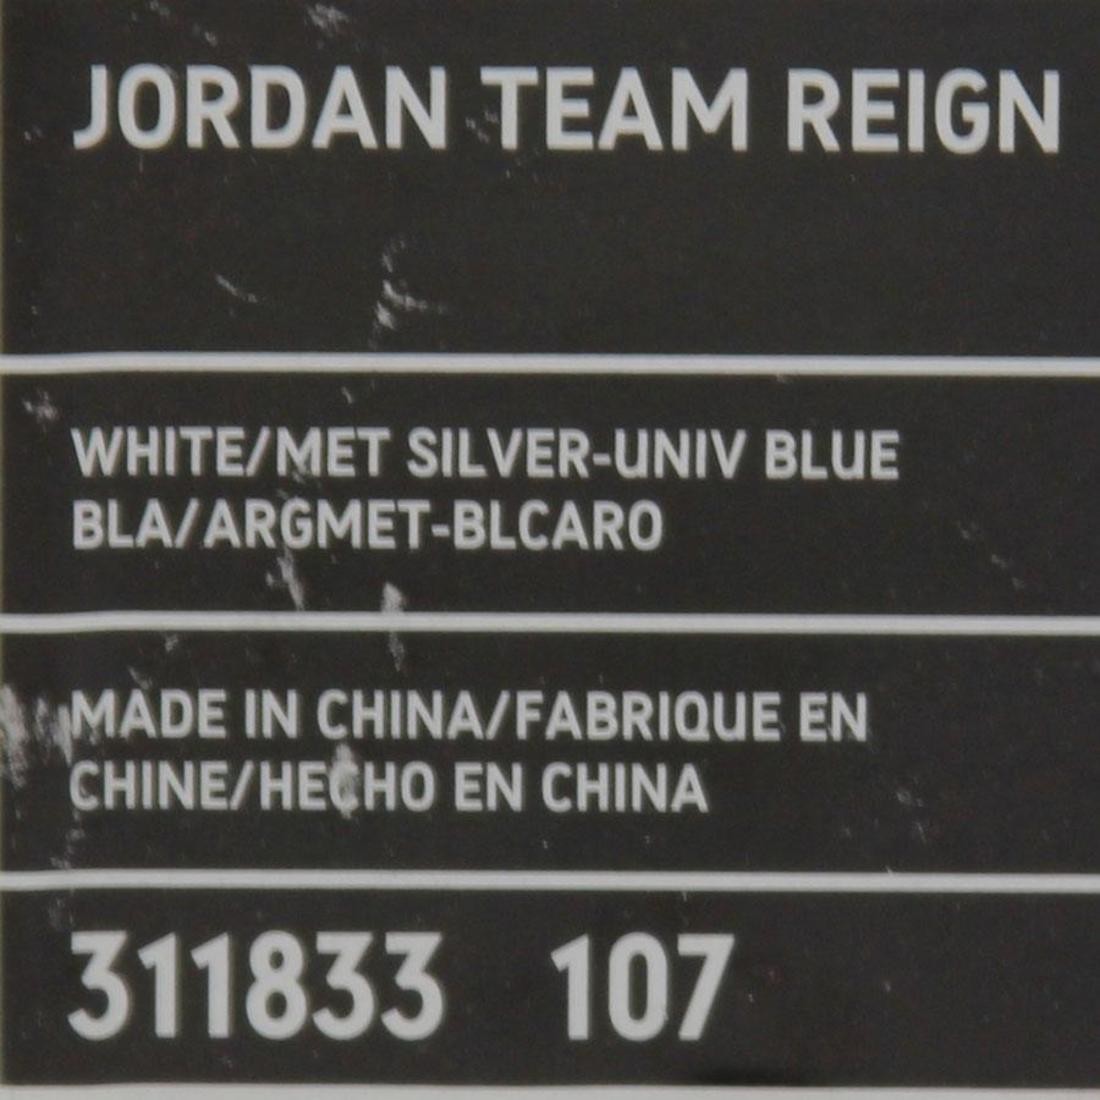 JORDAN TEAM REIGN
WHITE/MET SILVER-UNIV BLUE
BLA/ARGMET-BLCARO
MADE IN CHINA/FABRIQUE EN
CHINE/HECHO EN CHINA
311833 107